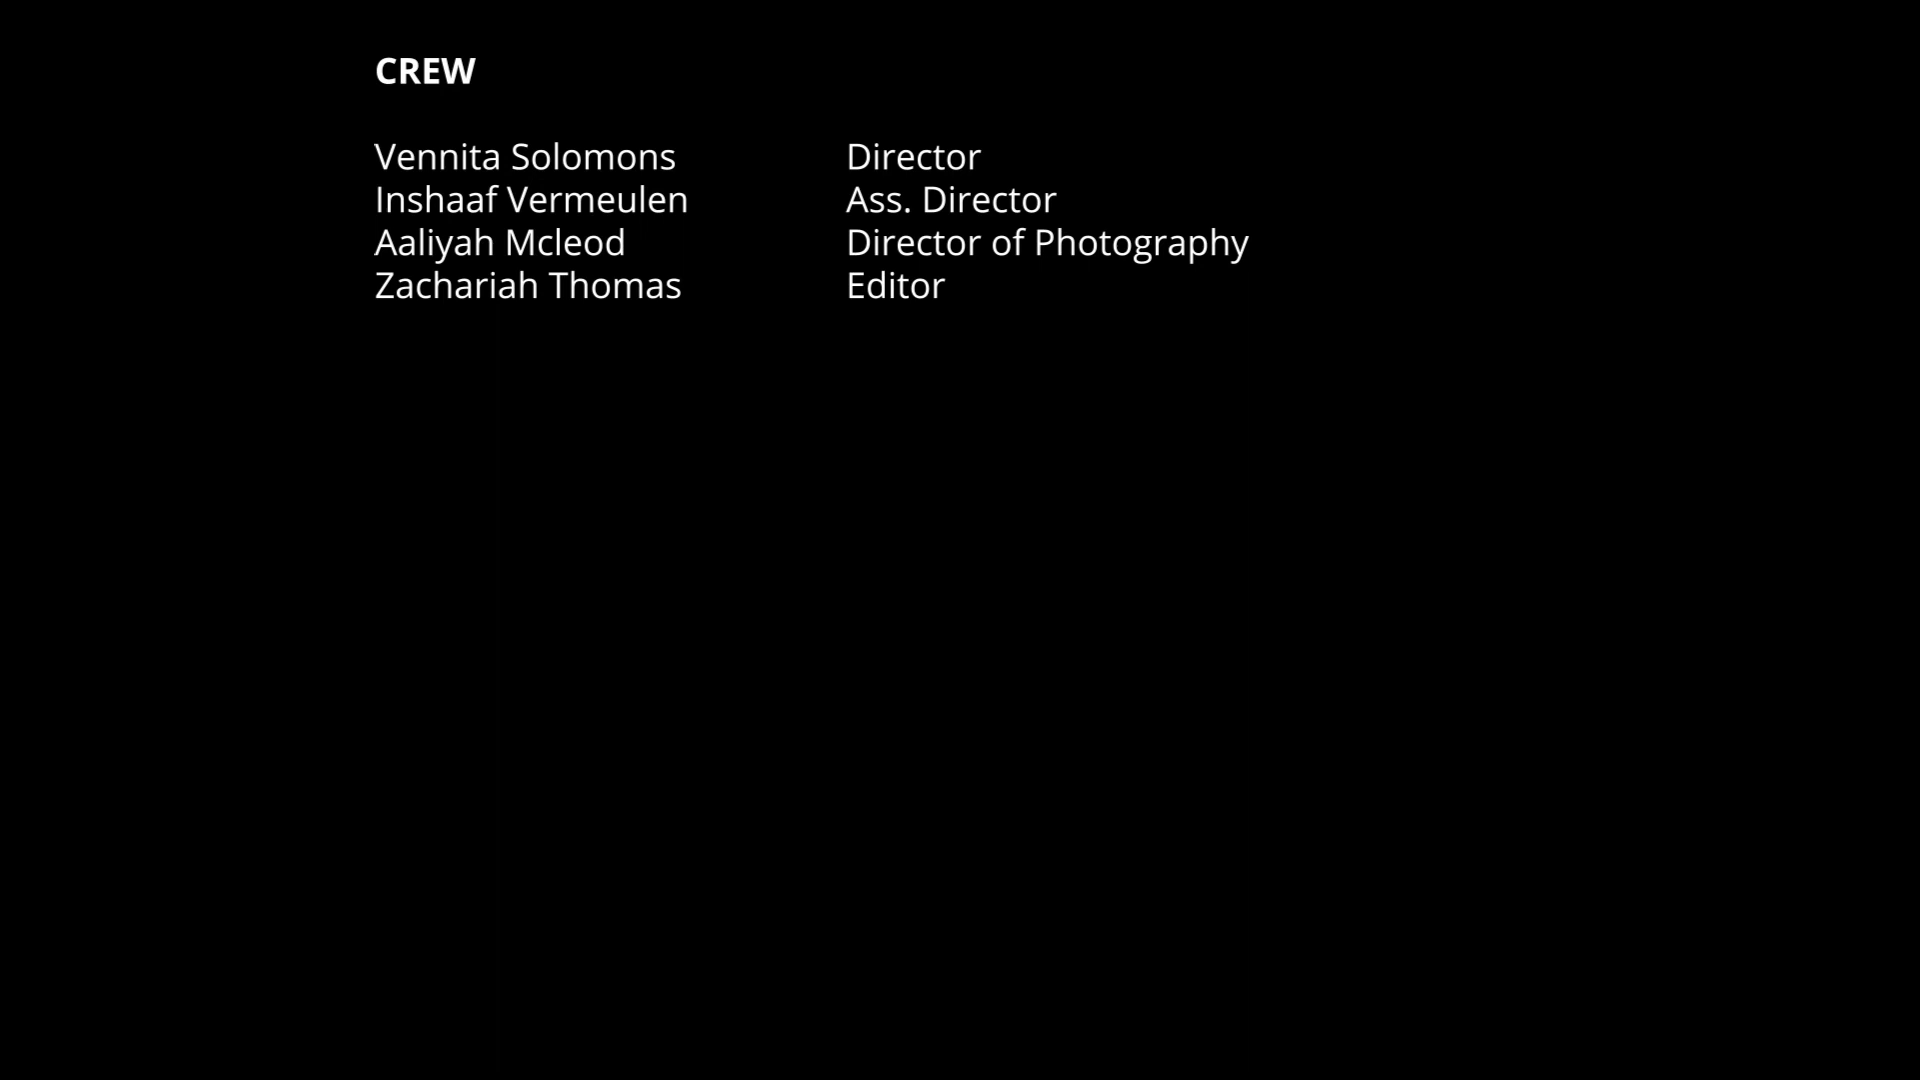 CREW
Vennita Solomons Director
Inshaaf Vermeulen Ass. Director
Aaliyah Mcleod Director of Photography
Zachariah Thomas Editor